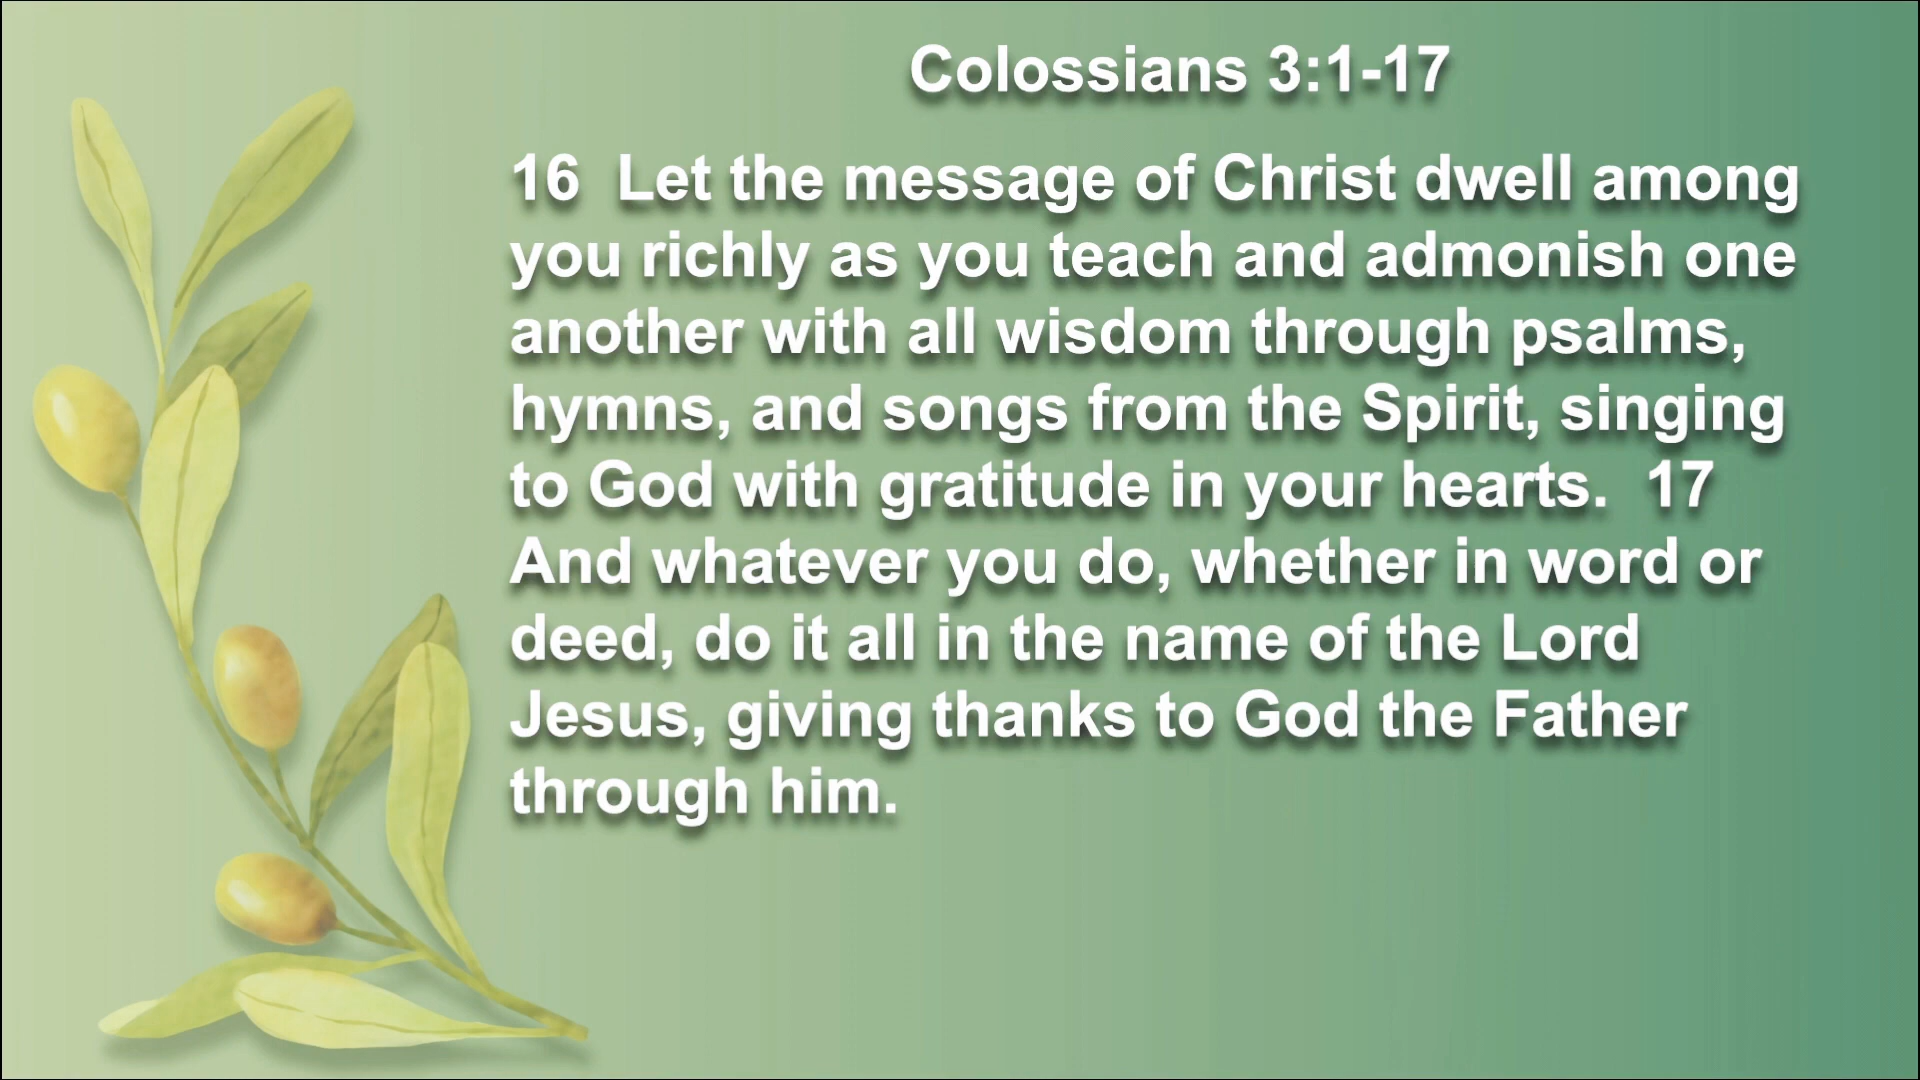 Colossians 3:1-17
16  Let the message of Christ dwell among
you richly as you teach and admonish one
another with all wisdom through psalms,
hymns, and songs from the Spirit, singing
to God with gratitude in your hearts.  17
And whatever you do, whether in word or
deed, do it all in the name of the Lord
Jesus, giving thanks to God the Father
through him.